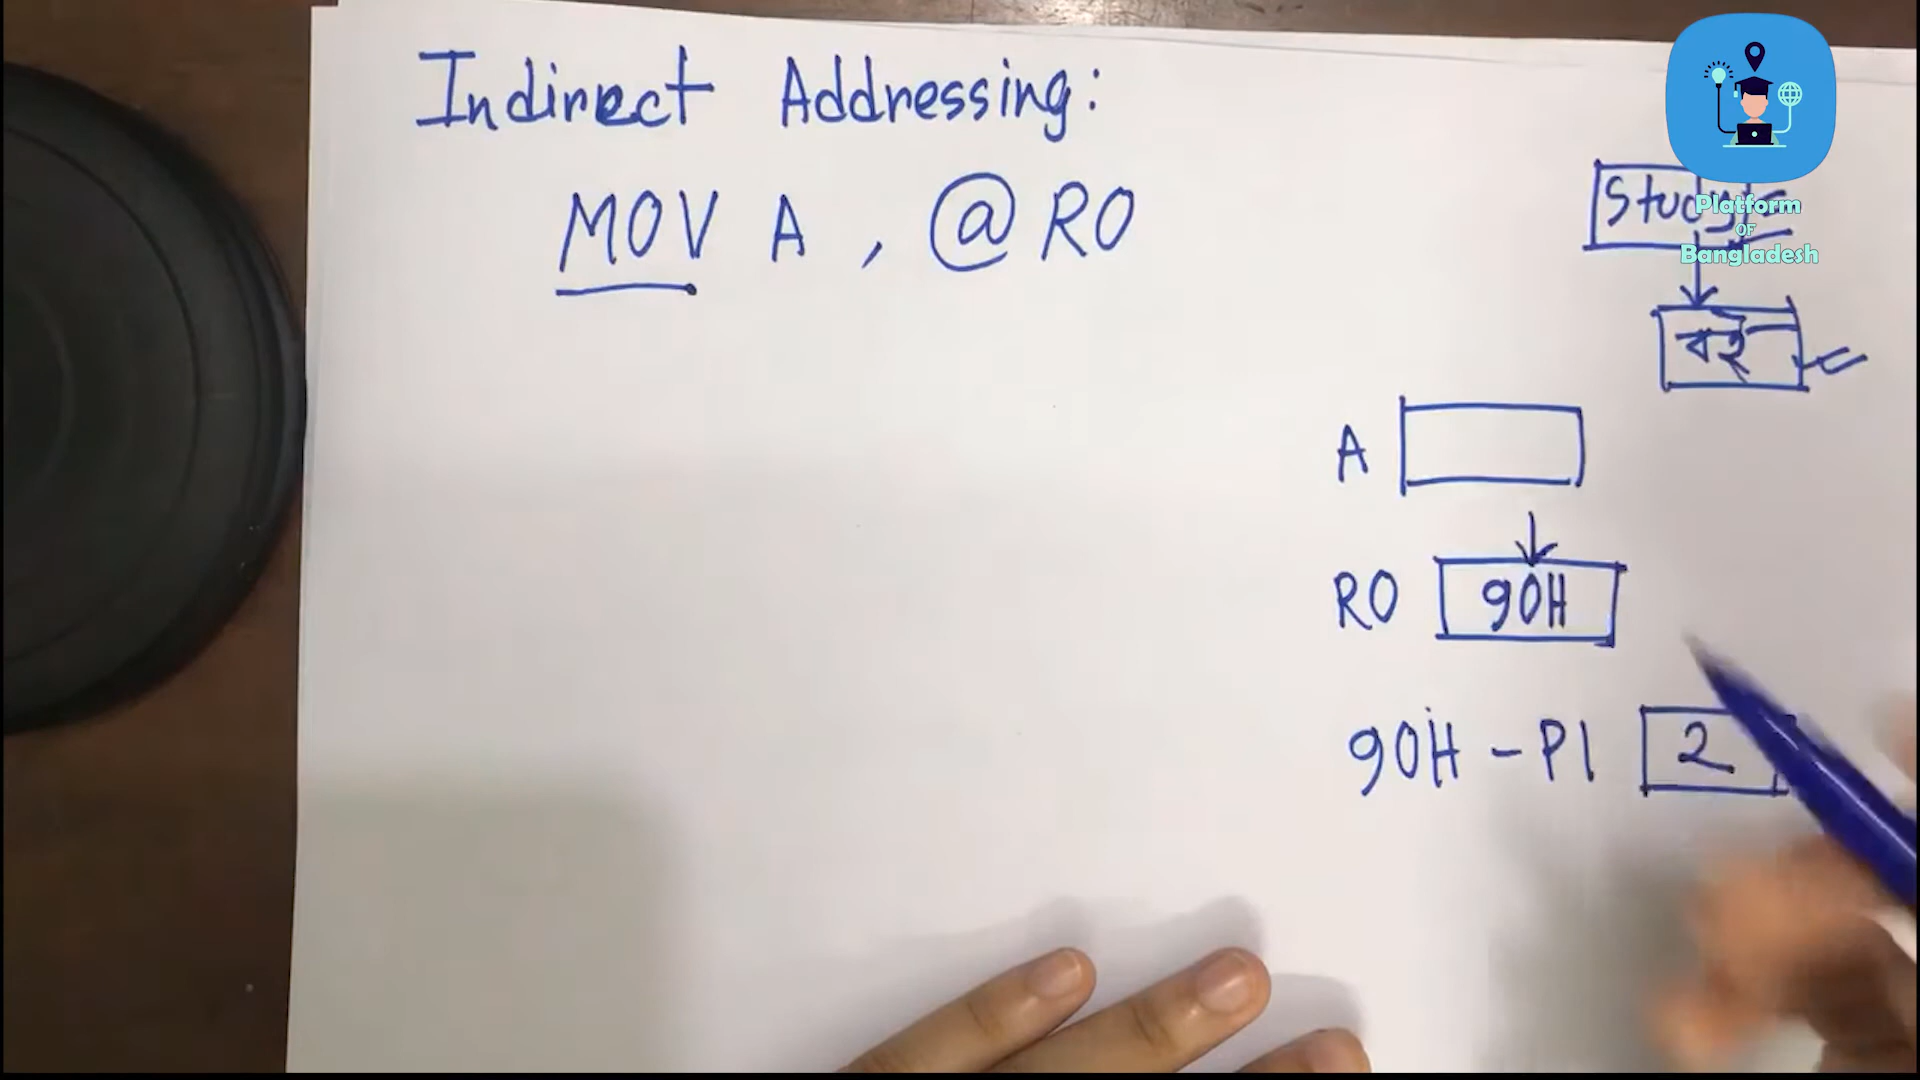 Indirect Addressing:
MOV A , @ R0
Platform
OF
Bangladesh
বই
A
R0 90H
90H - P1 2